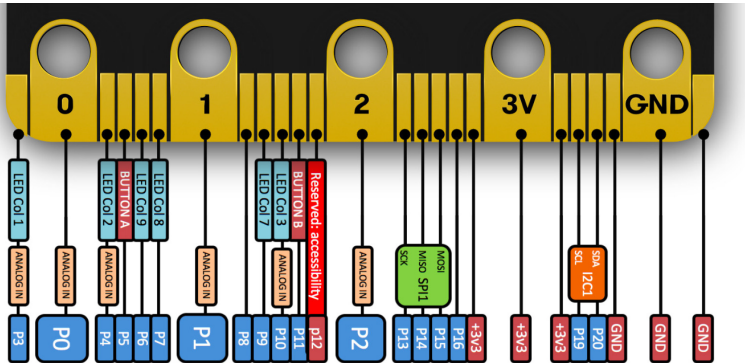 0 1 2 3V GND
LED Col 1
LED Col 2
BUTTON A
LED Col 9
LED Col 8
LED Col 7
LED Col 3
BUTTON B
Reserved: accessibility
ANALOG IN
ANALOG IN
ANALOG IN
ANALOG IN
ANALOG IN
ANALOG IN
SCK
MISO
MOSI
SPI1
SCL
SDA
I2C1
P3
P0
P4
P5
P6
P7
P1
P8
P9
P10
P11
p12
P2
P13
P14
P15
P16
+3v3
+3v3
+3v3
P19
P20
GND
GND
GND